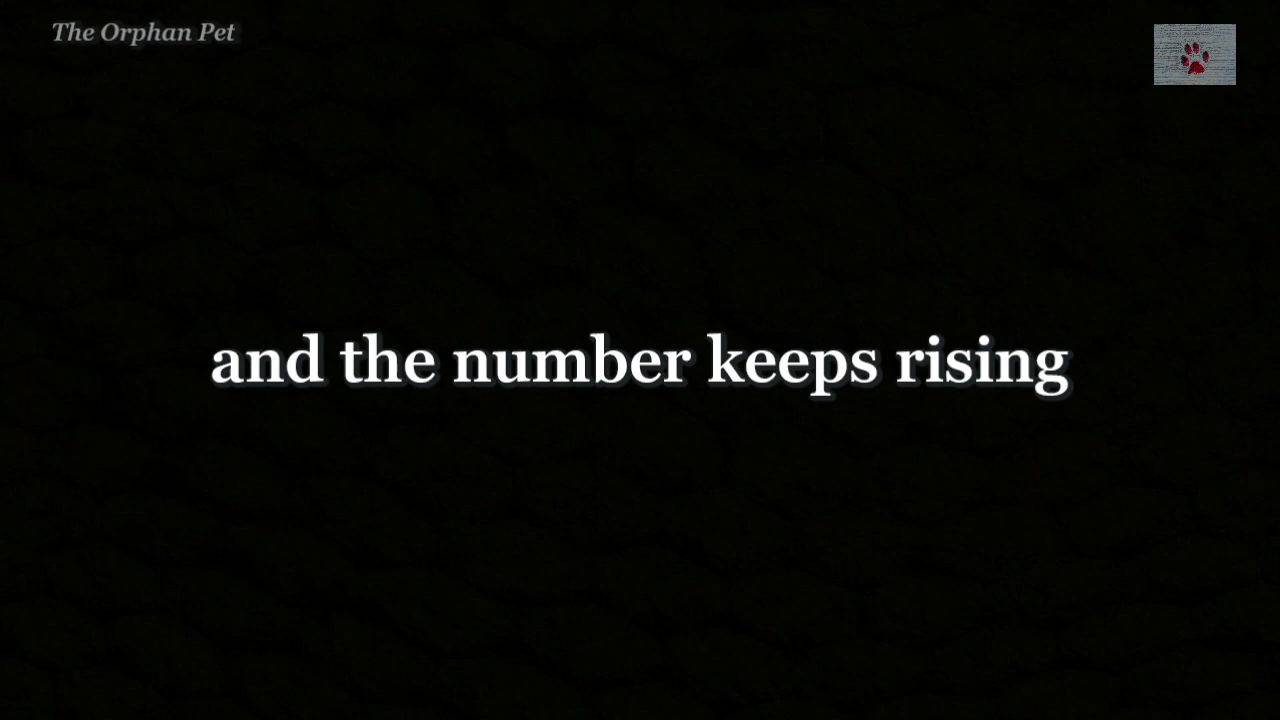 The Orphan Pet
and the number keeps rising